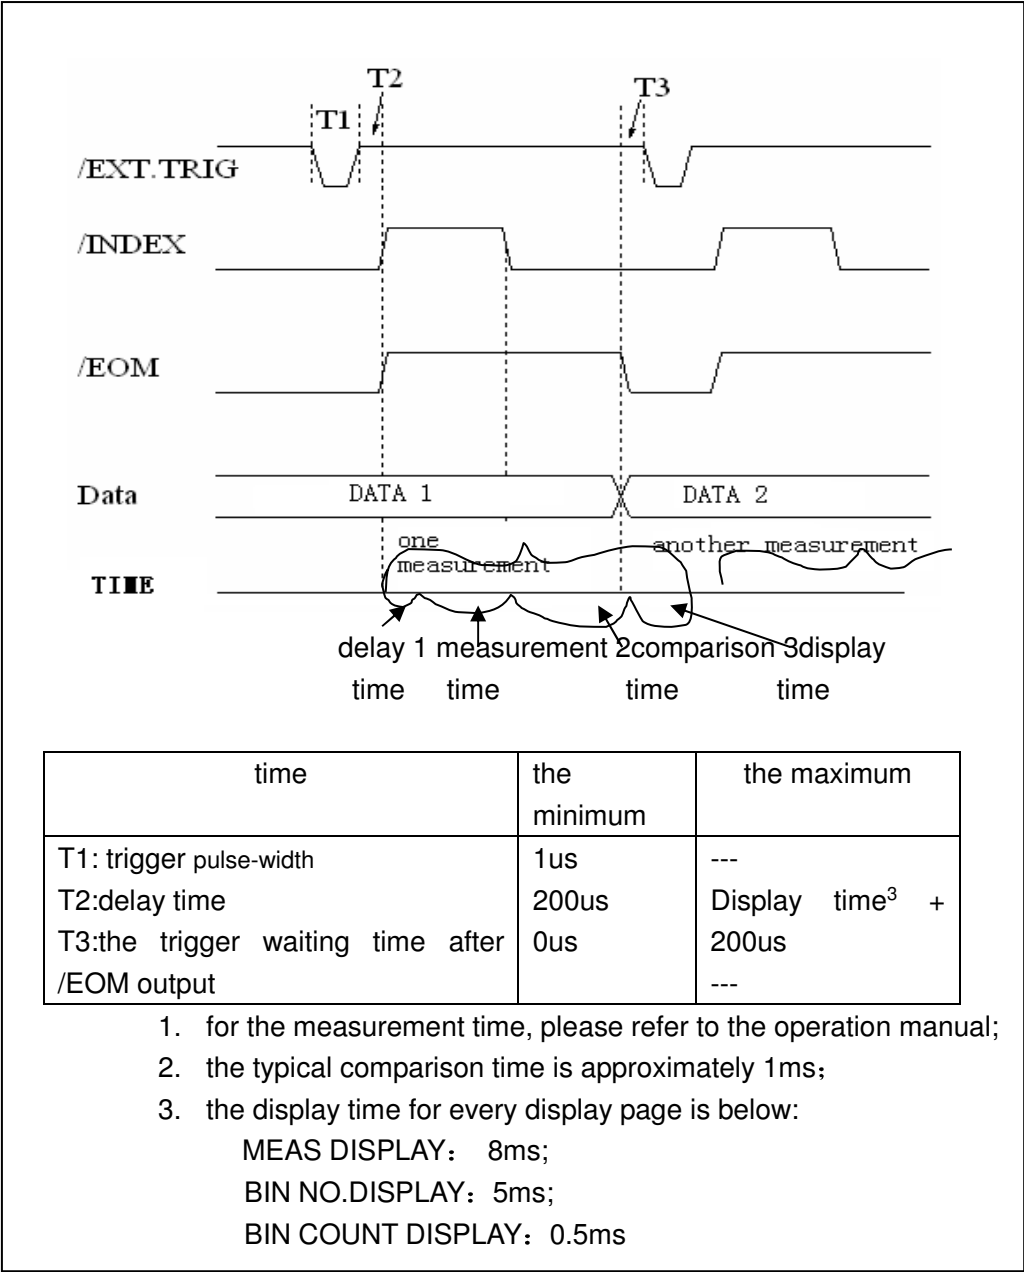 T2
T3
T1
/EXT.TRIG
/INDEX
/EOM
Data
DATA 1
DATA 2
one
measurement
another measurement
TIME
delay 1 measurement 2comparison 3display
time time time time
time
the
minimum
the maximum
T1: trigger pulse-width
1us
---
T2:delay time
200us
Display time³ +
T3:the trigger waiting time after
0us
200us
/EOM output
---
1. for the measurement time, please refer to the operation manual;
2. the typical comparison time is approximately 1ms；
3. the display time for every display page is below:
MEAS DISPLAY： 8ms;
BIN NO.DISPLAY：5ms;
BIN COUNT DISPLAY：0.5ms